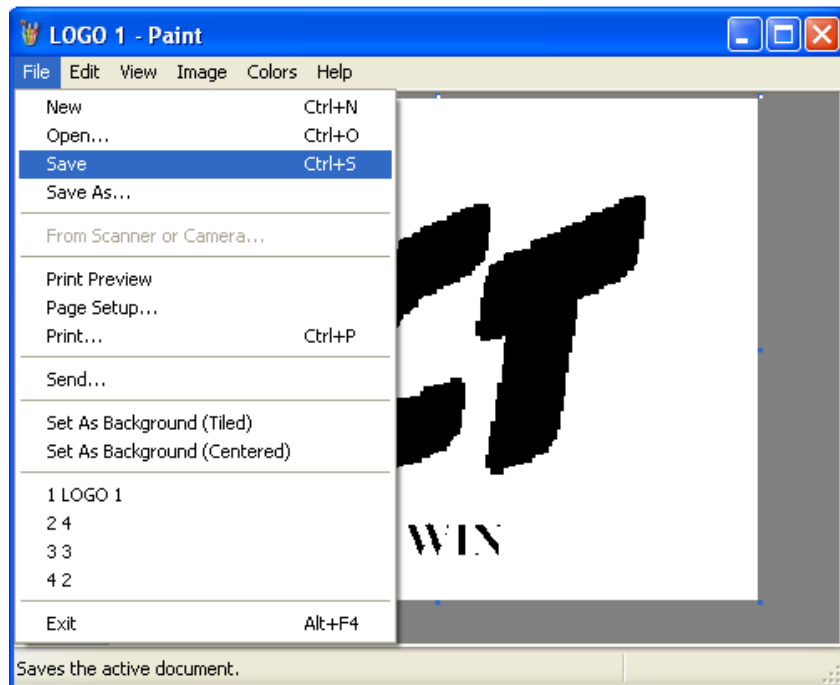 LOGO 1 - Paint
File Edit View Image Colors Help
New Ctrl+N
Open... Ctrl+O
Save Ctrl+S
Save As...
From Scanner or Camera...
Print Preview
Page Setup...
Print... Ctrl+P
Send...
Set As Background (Tiled)
Set As Background (Centered)
1 LOGO 1
2 4
3 3
4 2
Exit Alt+F4
CT
WIN
Saves the active document.